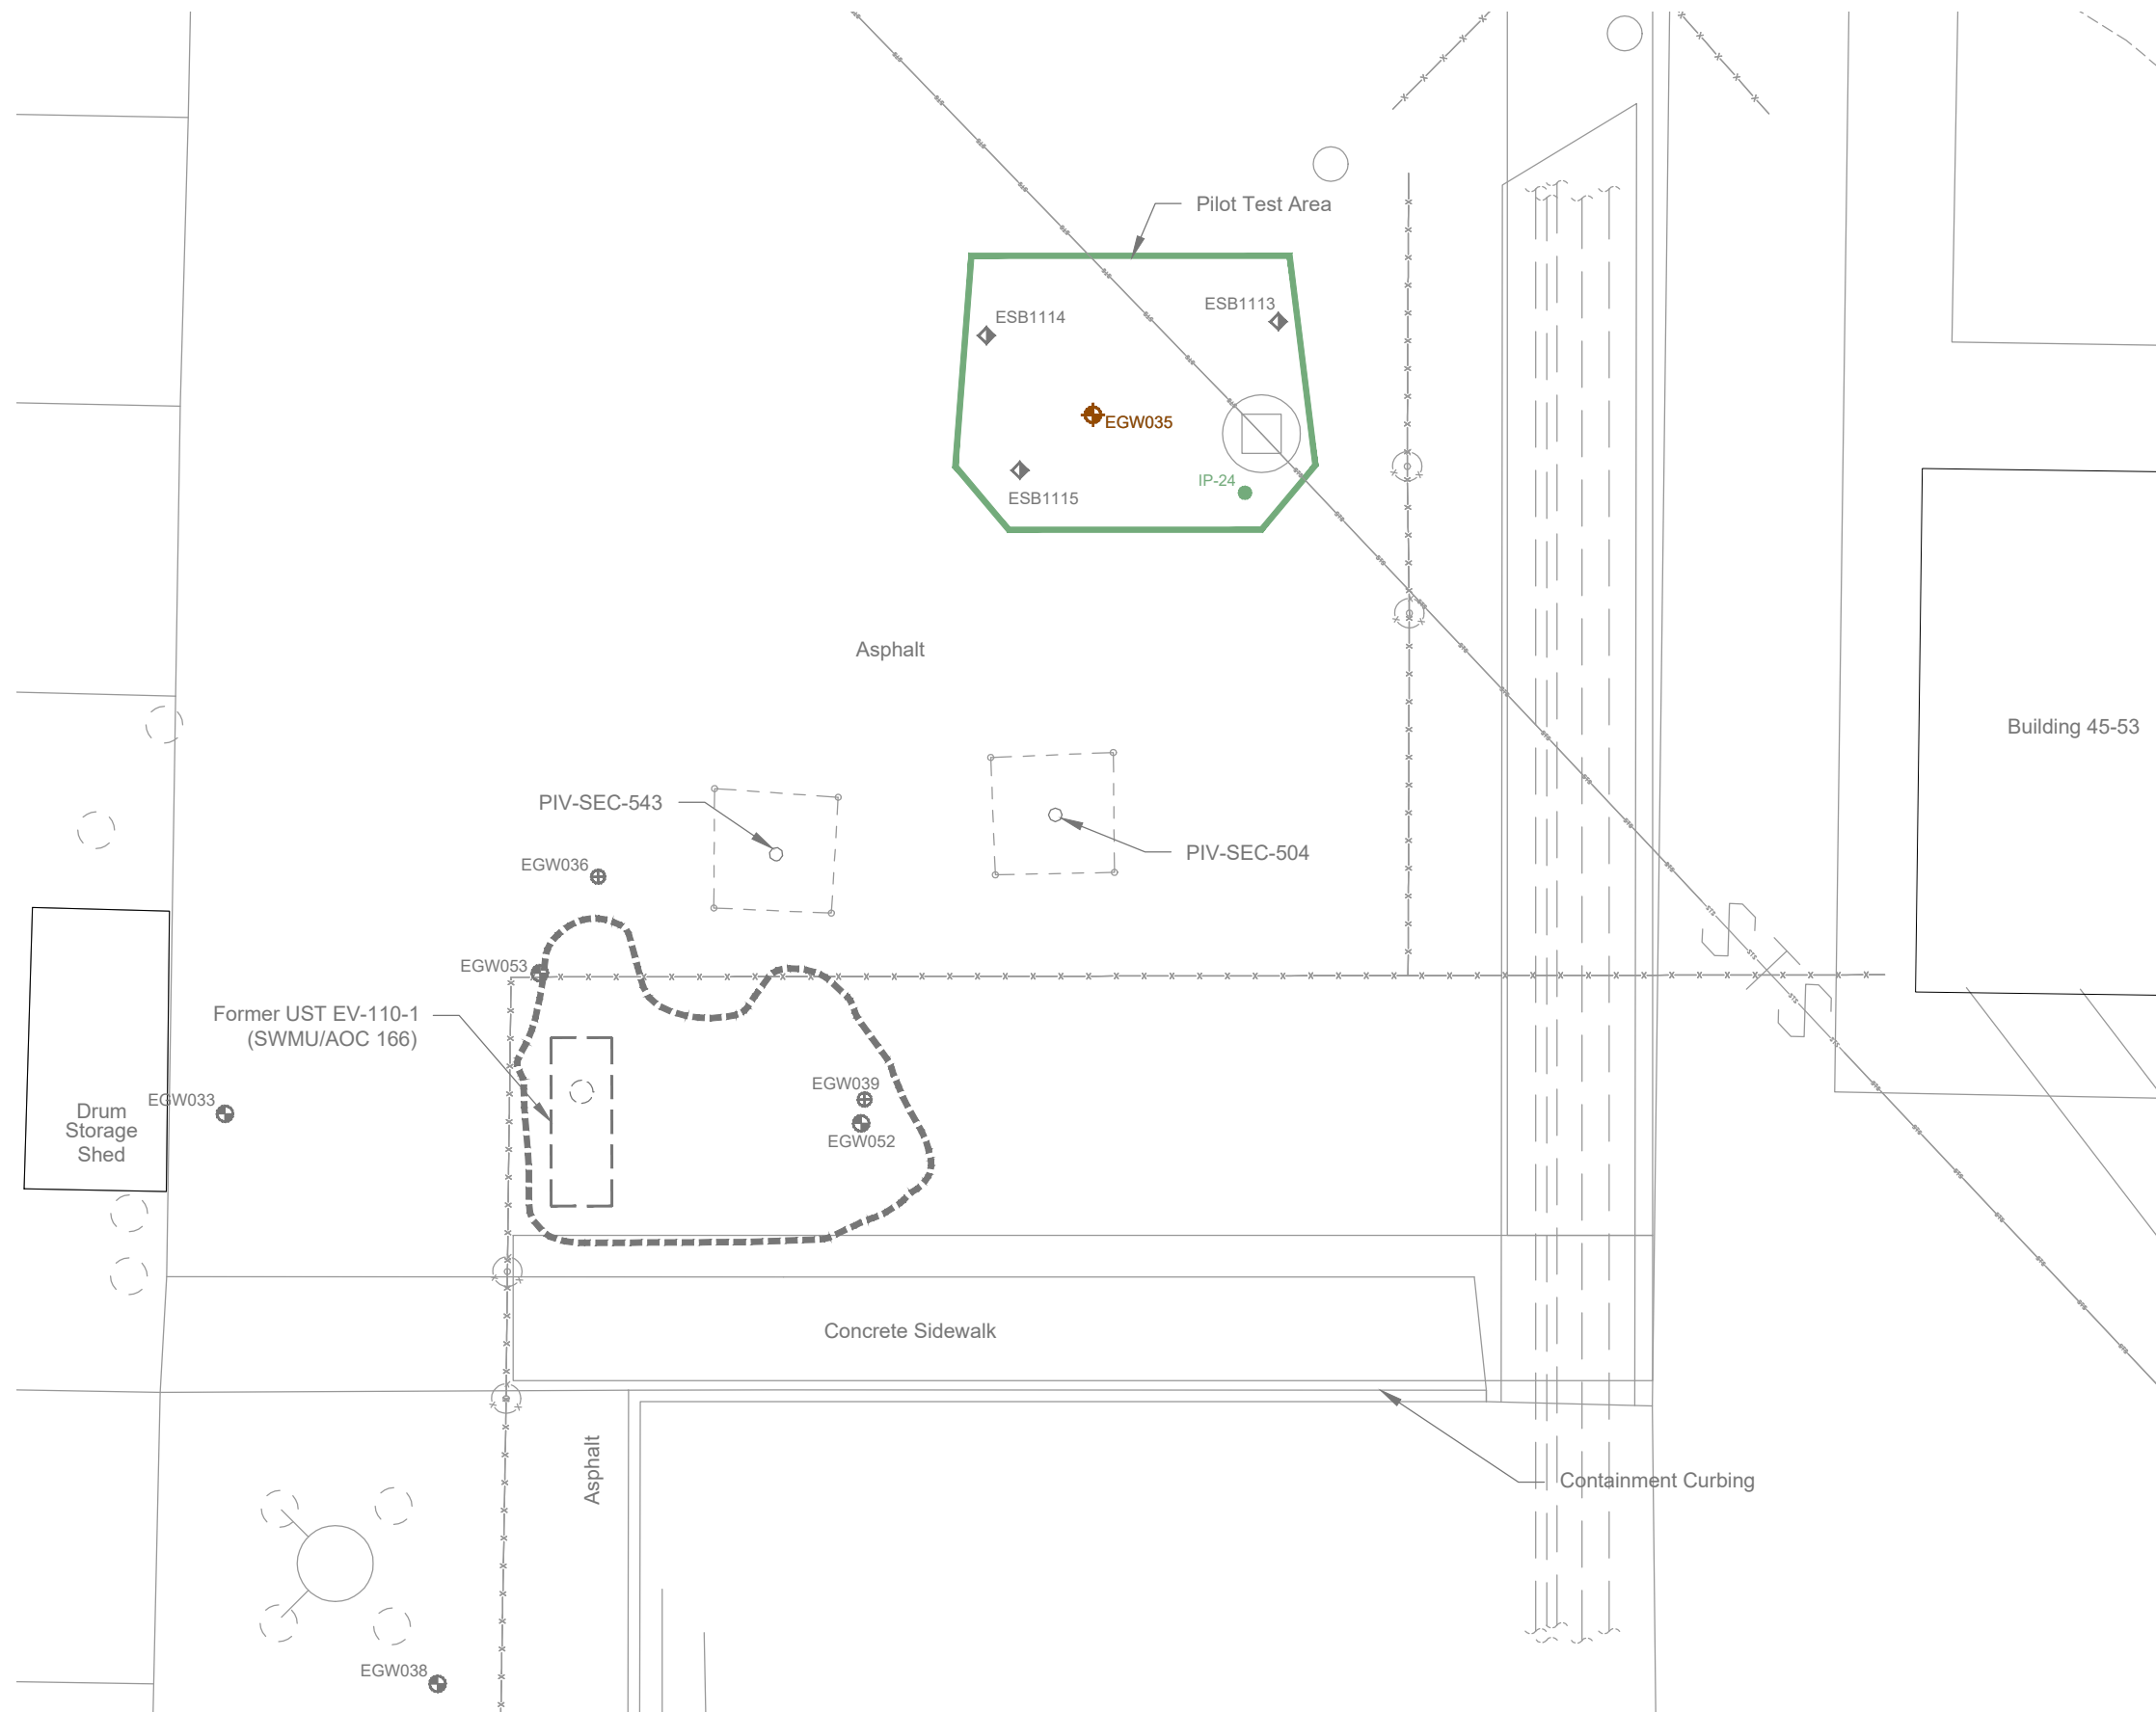 Pilot Test Area
ESB1113
ESB1114
EGW035
IP-24
ESB1115
Asphalt
Building 45-53
PIV-SEC-543
PIV-SEC-504
EGW036
EGW053
Former UST EV-110-1
(SWMU/AOC 166)
EGW039
EGW052
EGW033
Drum
Storage
Shed
Concrete Sidewalk
Asphalt
Containment Curbing
EGW038
STS